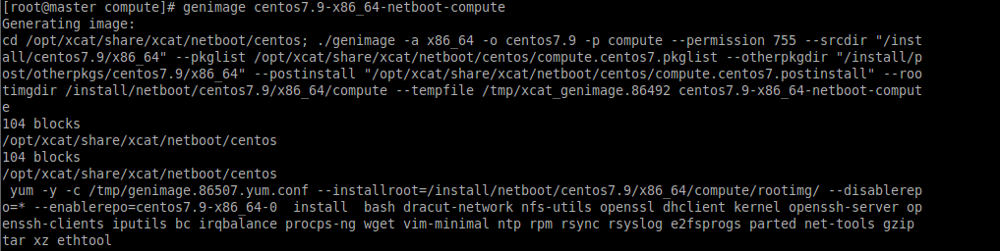 [root@master compute]# genimage centos7.9-x86_64-netboot-compute
Generating image:
cd /opt/xcat/share/xcat/netboot/centos; ./genimage -a x86_64 -o centos7.9 -p compute --permission 755 --srcdir "/inst
all/centos7.9/x86_64" --pkglist /opt/xcat/share/xcat/netboot/centos/compute.centos7.pkglist --otherpkgdir "/install/p
ost/otherpkgs/centos7.9/x86_64" --postinstall "/opt/xcat/share/xcat/netboot/centos/compute.centos7.postinstall" --roo
timgdir /install/netboot/centos7.9/x86_64/compute --tempfile /tmp/xcat_genimage.86492 centos7.9-x86_64-netboot-comput
e
104 blocks
/opt/xcat/share/xcat/netboot/centos
104 blocks
/opt/xcat/share/xcat/netboot/centos
 yum -y -c /tmp/genimage.86507.yum.conf --installroot=/install/netboot/centos7.9/x86_64/compute/rootimg/ --disablerep
o=* --enablerepo=centos7.9-x86_64-0  install  bash dracut-network nfs-utils openssl dhclient kernel openssh-server op
enssh-clients iputils bc irqbalance procps-ng wget vim-minimal ntp rpm rsync rsyslog e2fsprogs parted net-tools gzip
tar xz ethtool